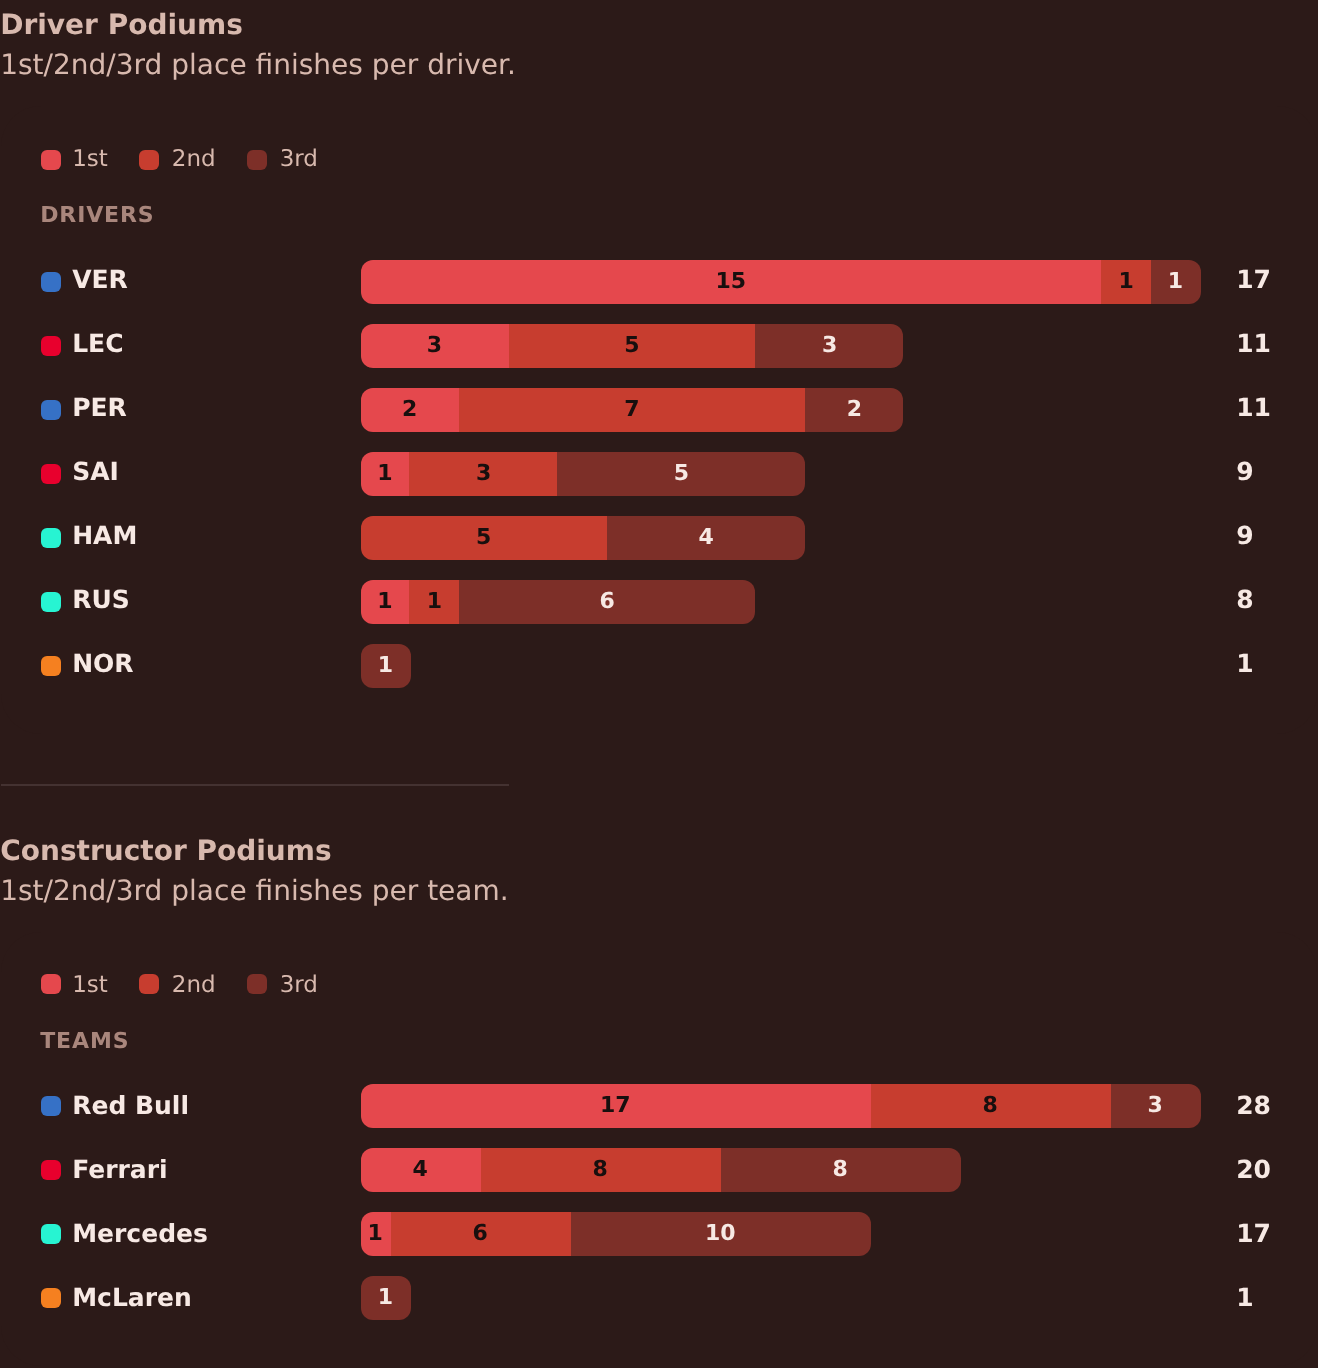 Driver Podiums
1st/2nd/3rd place finishes per driver.
1st 2nd 3rd
DRIVERS
VER 15 1 1 17
LEC 3 5 3 11
PER 2 7 2 11
SAI 1 3 5 9
HAM 5 4 9
RUS 1 1 6 8
NOR 1 1
Constructor Podiums
1st/2nd/3rd place finishes per team.
1st 2nd 3rd
TEAMS
Red Bull 17 8 3 28
Ferrari 4 8 8 20
Mercedes 1 6 10 17
McLaren 1 1